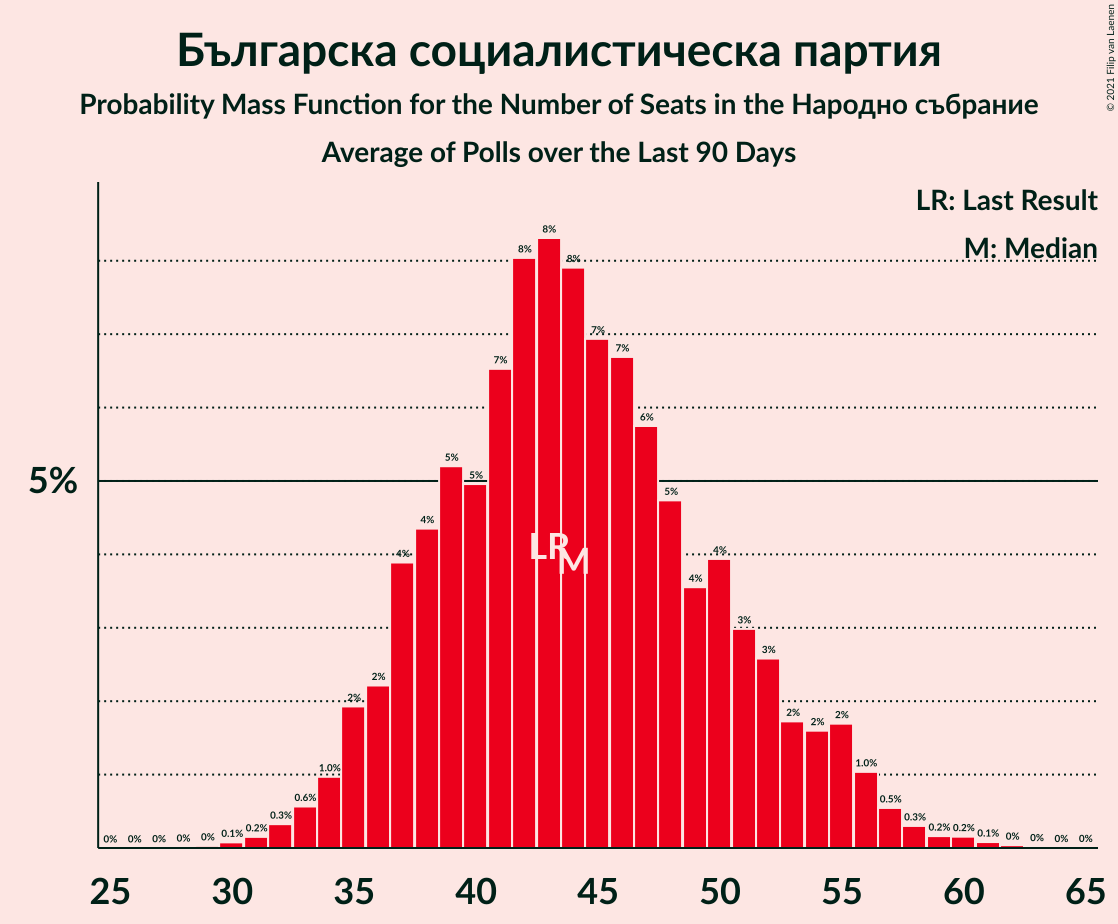 Българска социалистическа партия
Probability Mass Function for the Number of Seats in the Народно събрание
Average of Polls over the Last 90 Days
© 2021 Filip van Laenen
LR: Last Result
M: Median
5%
0% 0% 0% 0% 0% 0.1% 0.2% 0.3% 0.6% 1.0% 2% 2% 4% 4% 5% 5% 7% 8% 8% 8% 7% 7% 6% 5% 4% 4% 3% 3% 2% 2% 2% 1.0% 0.5% 0.3% 0.2% 0.2% 0.1% 0% 0% 0% 0%
LR
M
25 30 35 40 45 50 55 60 65